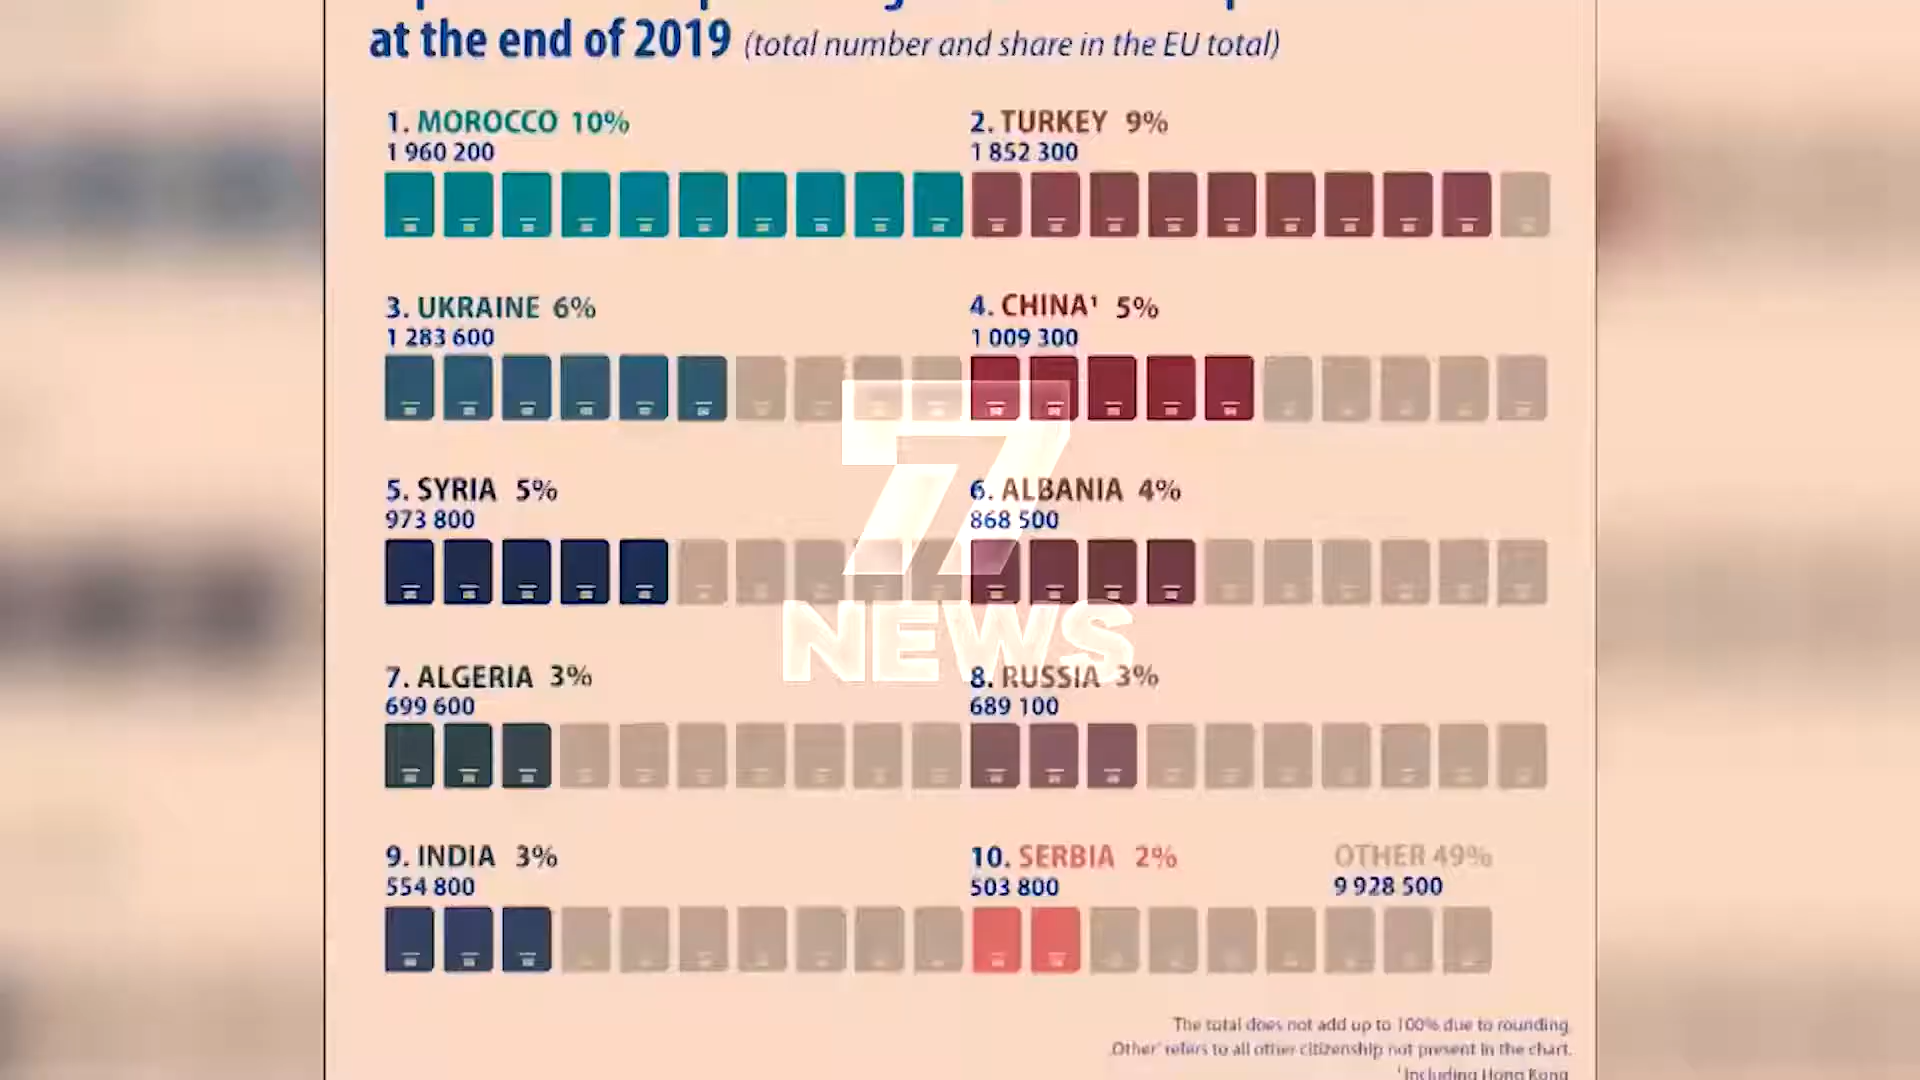 at the end of 2019 (total number and share in the EU total)
1. MOROCCO 10%
1 960 200
2. TURKEY 9%
1 852 300
3. UKRAINE 6%
1 283 600
4. CHINA¹ 5%
1 009 300
5. SYRIA 5%
973 800
6. ALBANIA 4%
868 500
7. ALGERIA 3%
699 600
8. RUSSIA 3%
689 100
9. INDIA 3%
554 800
10. SERBIA 2%
503 800
OTHER 49%
9 928 500
7 NEWS
The total does not add up to 100% due to rounding.
'Other' refers to all other citizenship not present in the chart.
¹ Including Hong Kong